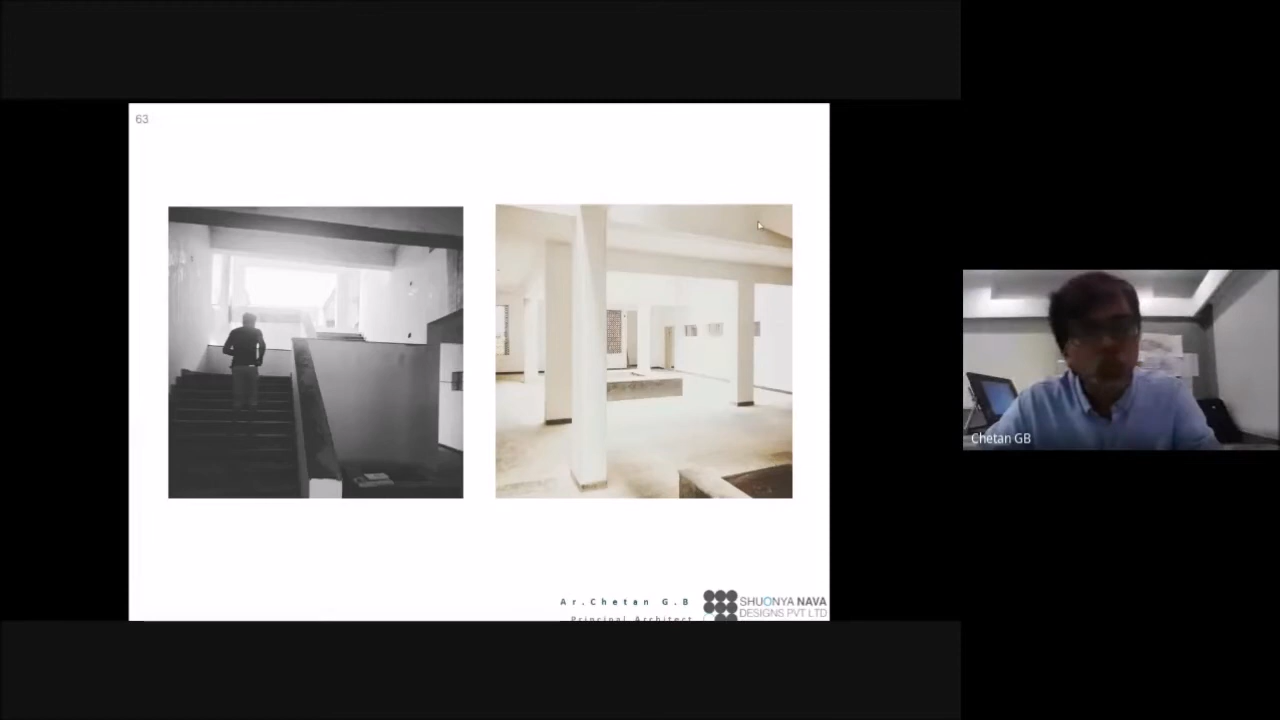 63
Ar.Chetan G.B
Principal Architect
SHUONYA NAVA
DESIGNS PVT LTD
Chetan GB